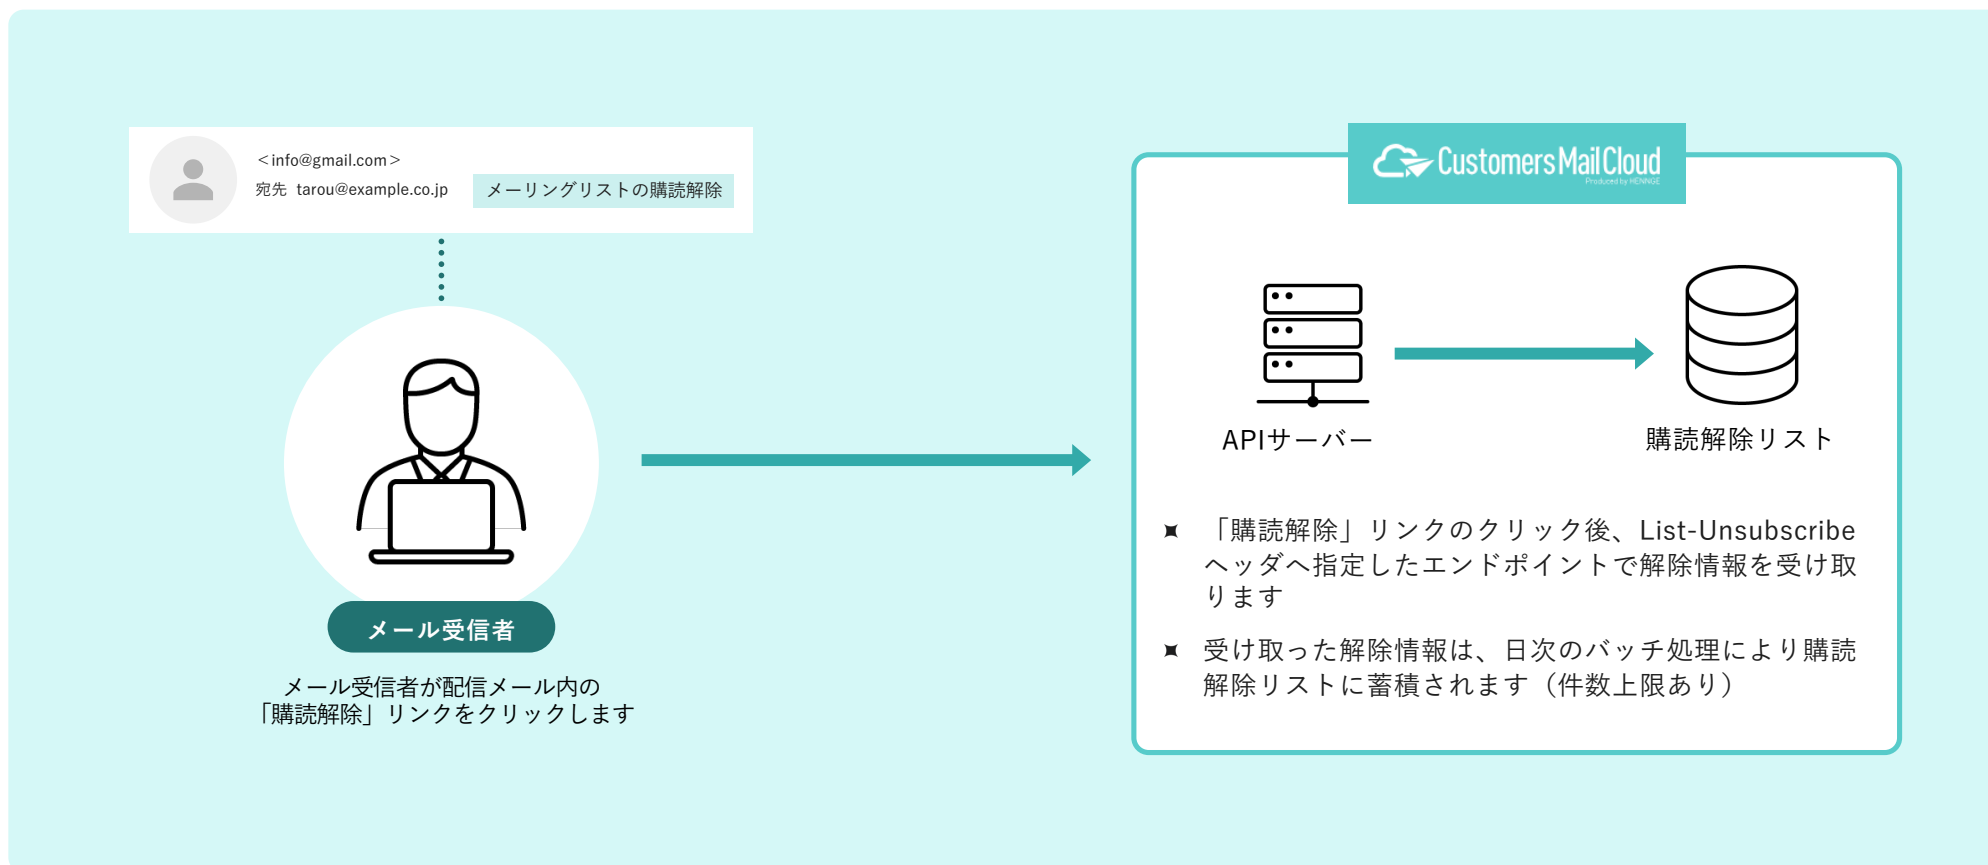 ＜info@gmail.com＞
宛先 tarou@example.co.jp
メーリングリストの購読解除
メール受信者
メール受信者が配信メール内の
「購読解除」リンクをクリックします
Customers Mail Cloud
Produced by HENNGE
APIサーバー
購読解除リスト
「購読解除」リンクのクリック後、List-Unsubscribe
ヘッダへ指定したエンドポイントで解除情報を受け取
ります
受け取った解除情報は、日次のバッチ処理により購読
解除リストに蓄積されます（件数上限あり）